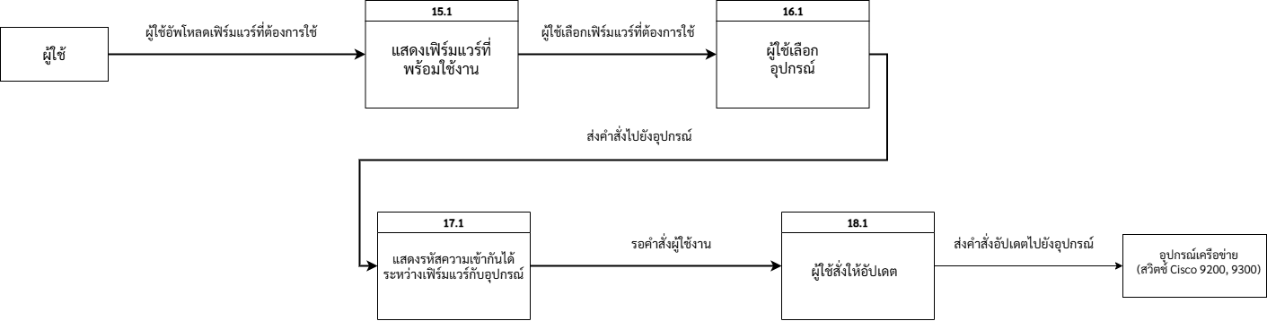 ผู้ใช้
ผู้ใช้อัพโหลดเฟิร์มแวร์ที่ต้องการใช้
15.1
แสดงเฟิร์มแวร์ที่
พร้อมใช้งาน
ผู้ใช้เลือกเฟิร์มแวร์ที่ต้องการใช้
16.1
ผู้ใช้เลือก
อุปกรณ์
ส่งคำสั่งไปยังอุปกรณ์
17.1
แสดงรหัสความเข้ากันได้
ระหว่างเฟิร์มแวร์กับอุปกรณ์
รอคำสั่งผู้ใช้งาน
18.1
ผู้ใช้สั่งให้อัปเดต
ส่งคำสั่งอัปเดตไปยังอุปกรณ์
อุปกรณ์เครือข่าย
(สวิตช์ Cisco 9200, 9300)